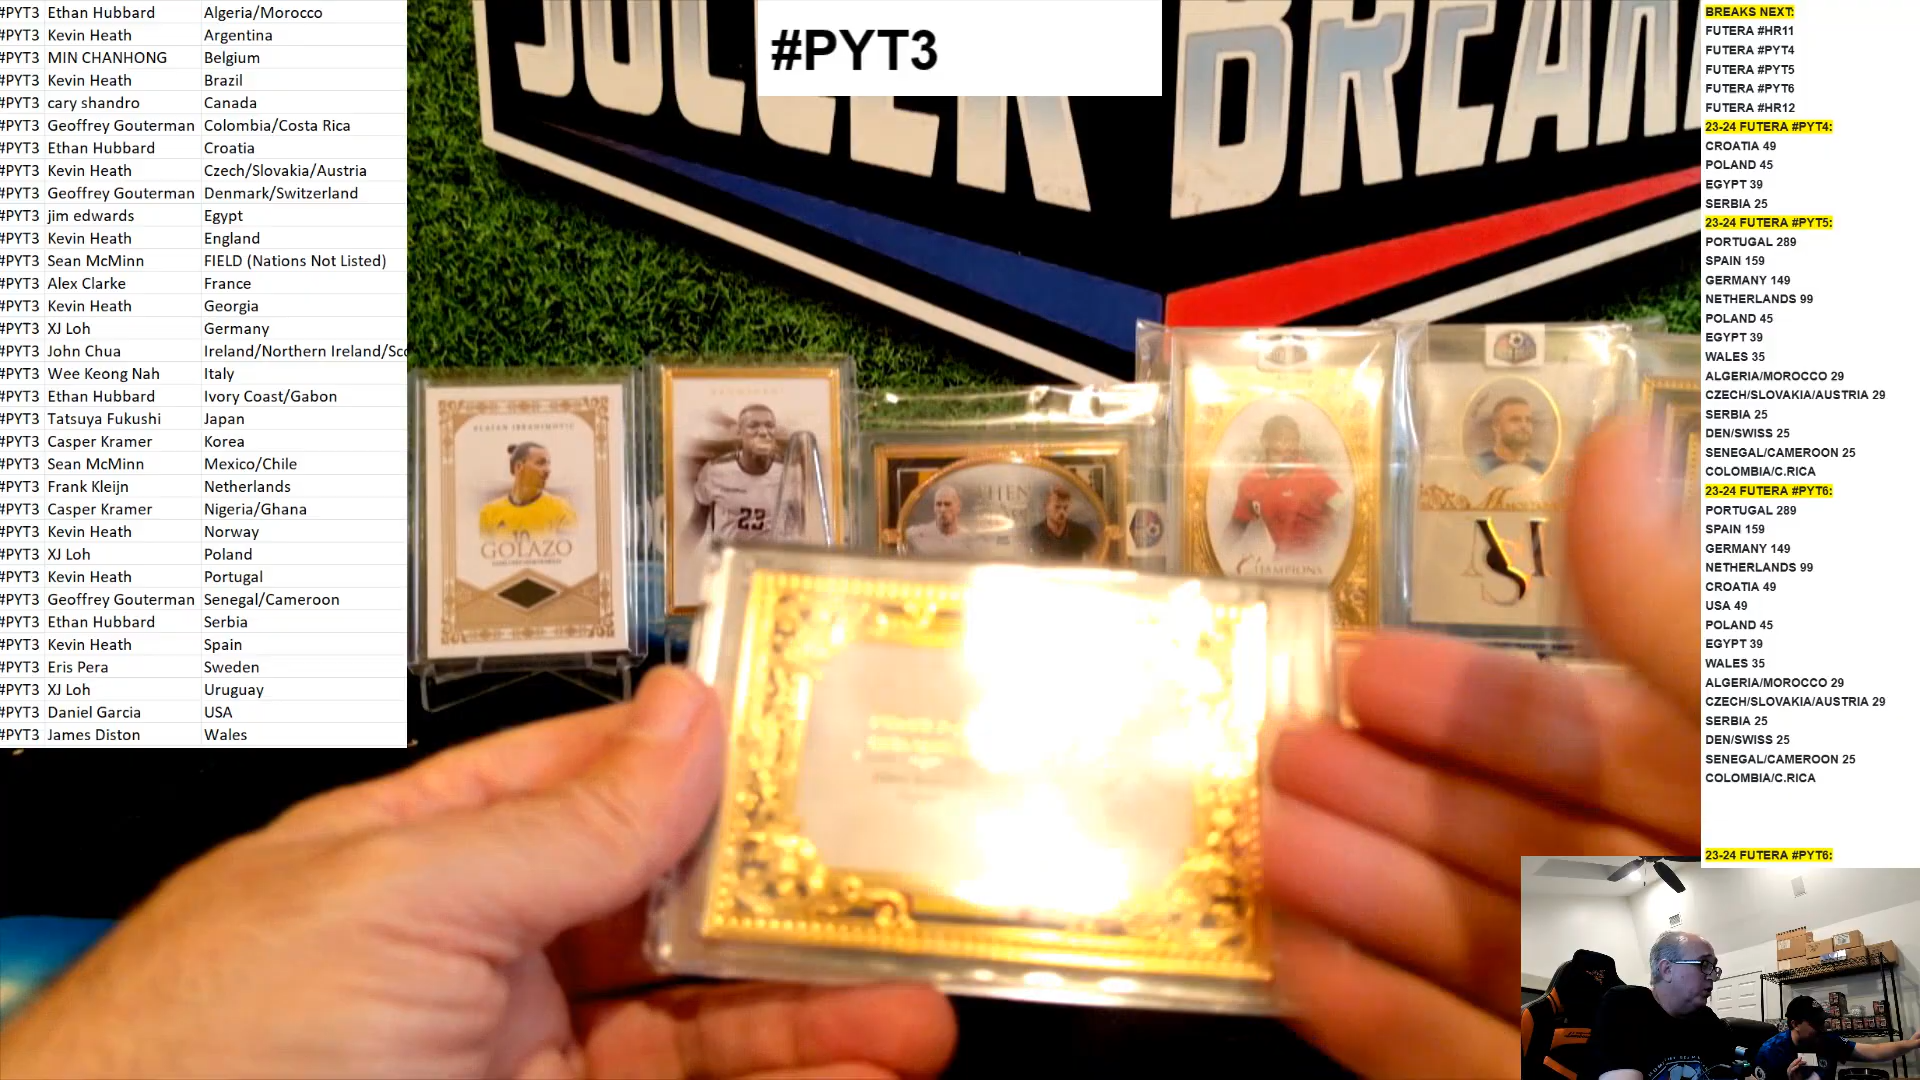 #PYT3 Ethan Hubbard Algeria/Morocco
#PYT3 Kevin Heath Argentina
#PYT3 MIN CHANHONG Belgium
#PYT3 Kevin Heath Brazil
#PYT3 cary shandro Canada
#PYT3 Geoffrey Gouterman Colombia/Costa Rica
#PYT3 Ethan Hubbard Croatia
#PYT3 Kevin Heath Czech/Slovakia/Austria
#PYT3 Geoffrey Gouterman Denmark/Switzerland
#PYT3 jim edwards Egypt
#PYT3 Kevin Heath England
#PYT3 Sean McMinn FIELD (Nations Not Listed)
#PYT3 Alex Clarke France
#PYT3 Kevin Heath Georgia
#PYT3 XJ Loh Germany
#PYT3 John Chua Ireland/Northern Ireland/Sco
#PYT3 Wee Keong Nah Italy
#PYT3 Ethan Hubbard Ivory Coast/Gabon
#PYT3 Tatsuya Fukushi Japan
#PYT3 Casper Kramer Korea
#PYT3 Sean McMinn Mexico/Chile
#PYT3 Frank Kleijn Netherlands
#PYT3 Casper Kramer Nigeria/Ghana
#PYT3 Kevin Heath Norway
#PYT3 XJ Loh Poland
#PYT3 Kevin Heath Portugal
#PYT3 Geoffrey Gouterman Senegal/Cameroon
#PYT3 Ethan Hubbard Serbia
#PYT3 Kevin Heath Spain
#PYT3 Eris Pera Sweden
#PYT3 XJ Loh Uruguay
#PYT3 Daniel Garcia USA
#PYT3 James Diston Wales
#PYT3
SOCCER BREAK
ZLATAN IBRAHIMOVIC
GOLAZO
23
WHEN
CHAMPIONS
BREAKS NEXT:
FUTERA #HR11
FUTERA #PYT4
FUTERA #PYT5
FUTERA #PYT6
FUTERA #HR12
23-24 FUTERA #PYT4:
CROATIA 49
POLAND 45
EGYPT 39
SERBIA 25
23-24 FUTERA #PYT5:
PORTUGAL 289
SPAIN 159
GERMANY 149
NETHERLANDS 99
POLAND 45
EGYPT 39
WALES 35
ALGERIA/MOROCCO 29
CZECH/SLOVAKIA/AUSTRIA 29
SERBIA 25
DEN/SWISS 25
SENEGAL/CAMEROON 25
COLOMBIA/C.RICA
23-24 FUTERA #PYT6:
PORTUGAL 289
SPAIN 159
GERMANY 149
NETHERLANDS 99
CROATIA 49
USA 49
POLAND 45
EGYPT 39
WALES 35
ALGERIA/MOROCCO 29
CZECH/SLOVAKIA/AUSTRIA 29
SERBIA 25
DEN/SWISS 25
SENEGAL/CAMEROON 25
COLOMBIA/C.RICA
23-24 FUTERA #PYT6: